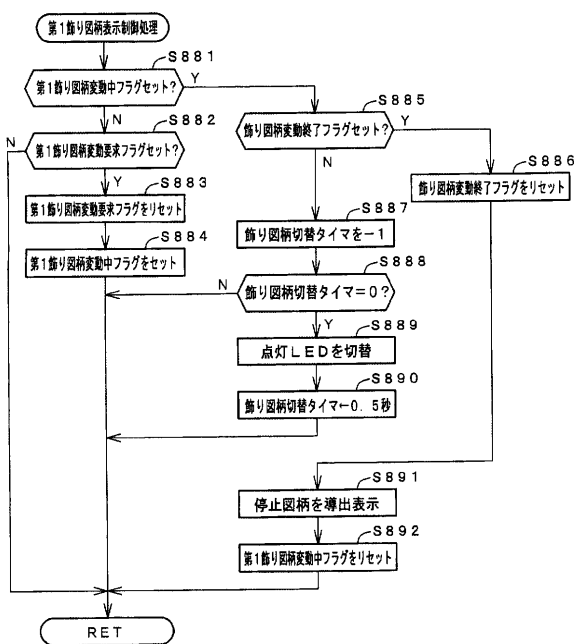 第1飾り図柄表示制御処理
S881
第1飾り図柄変動中フラグセット?
Y
N
S882
第1飾り図柄変動要求フラグセット?
N
Y
S883
第1飾り図柄変動要求フラグをリセット
S884
第1飾り図柄変動中フラグをセット
S885
飾り図柄変動終了フラグセット?
Y
N
S886
飾り図柄変動終了フラグをリセット
S887
飾り図柄切替タイマを-1
S888
飾り図柄切替タイマ=0?
N
Y
S889
点灯LEDを切替
S890
飾り図柄切替タイマ←0.5秒
S891
停止図柄を導出表示
S892
第1飾り図柄変動中フラグをリセット
RET